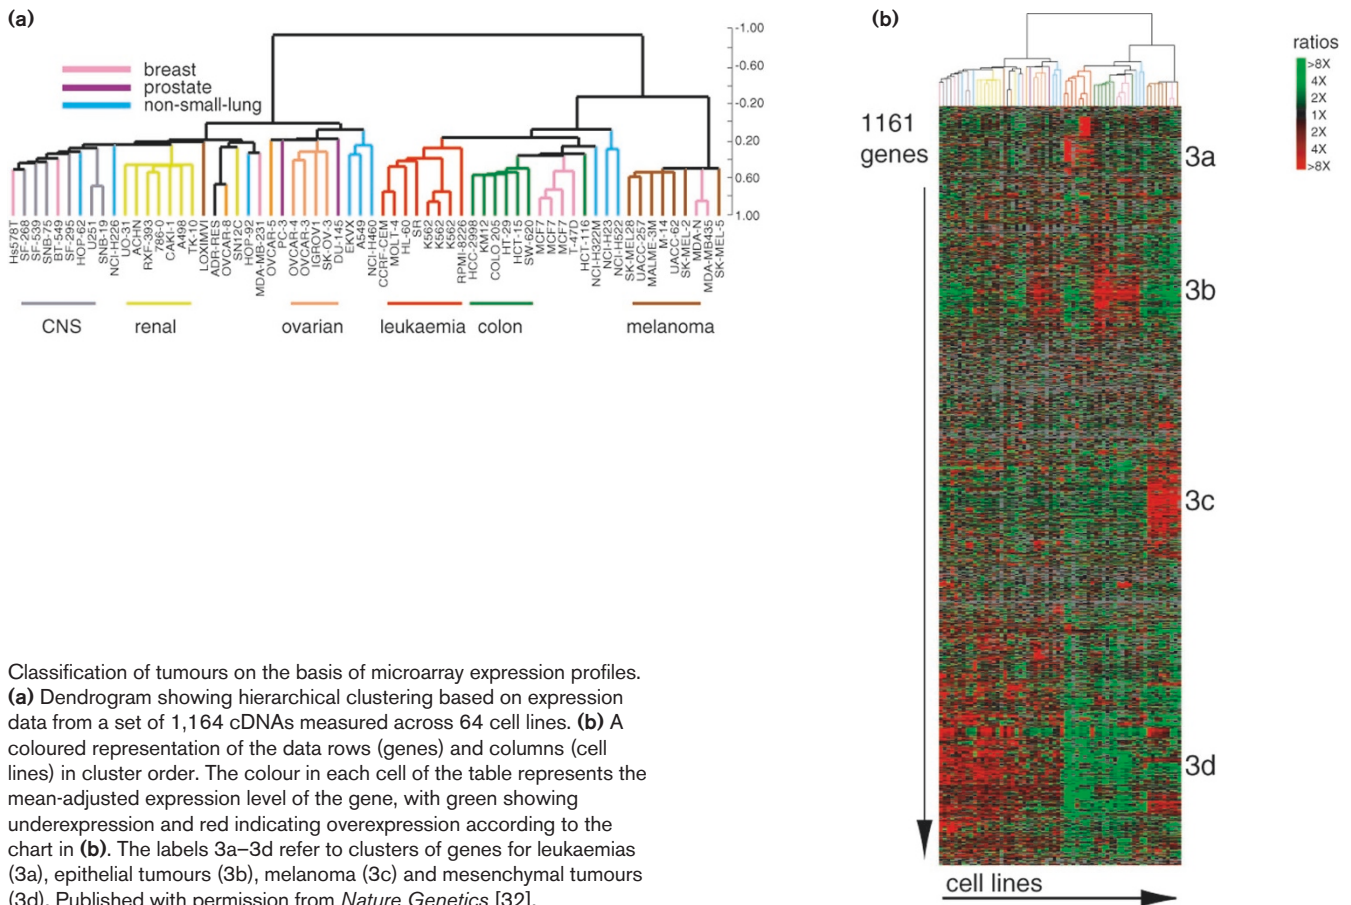 (a)
-1.00
-0.60
-0.20
0.20
0.60
1.00
breast
prostate
non-small-lung
Hs578T
SF-268
SF-539
SNB-75
BT-549
SF-295
HOP-62
U251
SNB-19
NCI-H226
UO-31
ACHN
RXF-393
786-0
CAKI-1
A498
TK-10
LOXIMVI
ADR-RES
OVCAR-8
SN12C
HOP-92
MDA-MB-231
OVCAR-5
PC-3
OVCAR-4
OVCAR-3
IGROV1
SK-OV-3
DU-145
EKVX
A549
NCI-H460
CCRF-CEM
MOLT-4
HL-60
SR
K562
K562
K562
RPMI-8226
HCC-2998
KM12
COLO 205
HT-29
HCT-15
SW-620
MCF7
MCF7
MCF7
T-47D
HCT-116
NCI-H322M
NCI-H23
NCI-H522
SK-MEL28
UACC-257
MALME-3M
M-14
UACC-62
SK-MEL-2
MDA-N
MDA-MB435
SK-MEL-5
CNS
renal
ovarian
leukaemia
colon
melanoma
(b)
ratios
>8X
4X
2X
1X
2X
4X
>8X
1161
genes
3a
3b
3c
3d
cell lines
Classification of tumours on the basis of microarray expression profiles.
(a) Dendrogram showing hierarchical clustering based on expression
data from a set of 1,164 cDNAs measured across 64 cell lines. (b) A
coloured representation of the data rows (genes) and columns (cell
lines) in cluster order. The colour in each cell of the table represents the
mean-adjusted expression level of the gene, with green showing
underexpression and red indicating overexpression according to the
chart in (b). The labels 3a–3d refer to clusters of genes for leukaemias
(3a), epithelial tumours (3b), melanoma (3c) and mesenchymal tumours
(3d). Published with permission from Nature Genetics [32].